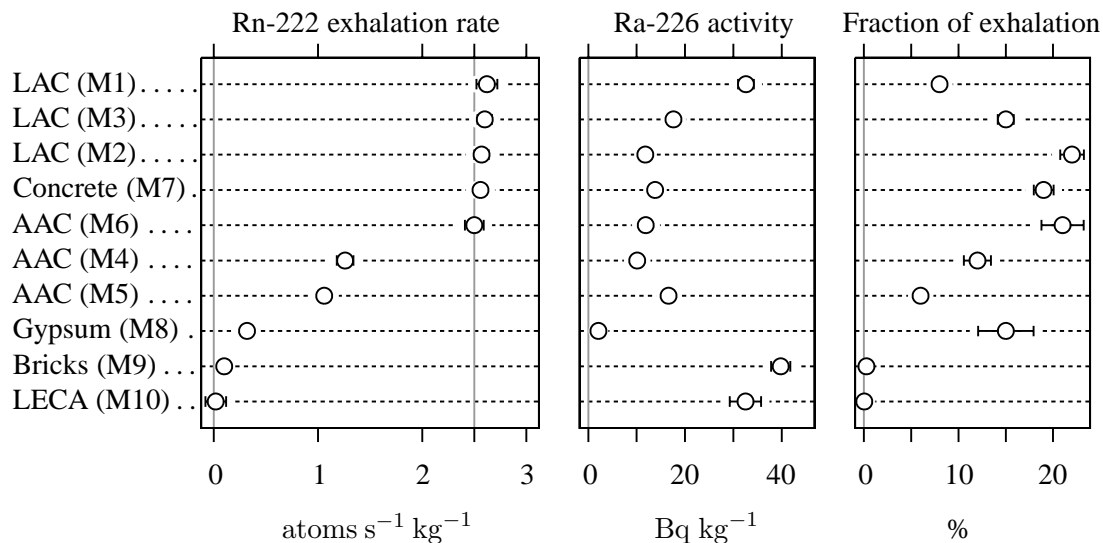 Rn-222 exhalation rate Ra-226 activity Fraction of exhalation
LAC (M1) . . . . .
LAC (M3) . . . . .
LAC (M2) . . . . .
Concrete (M7) .
AAC (M6) . . . .
AAC (M4) . . . .
AAC (M5) . . . .
Gypsum (M8) .
Bricks (M9) . . .
LECA (M10) . .
0 1 2 3 0 20 40 0 10 20
atoms s⁻¹ kg⁻¹ Bq kg⁻¹ %